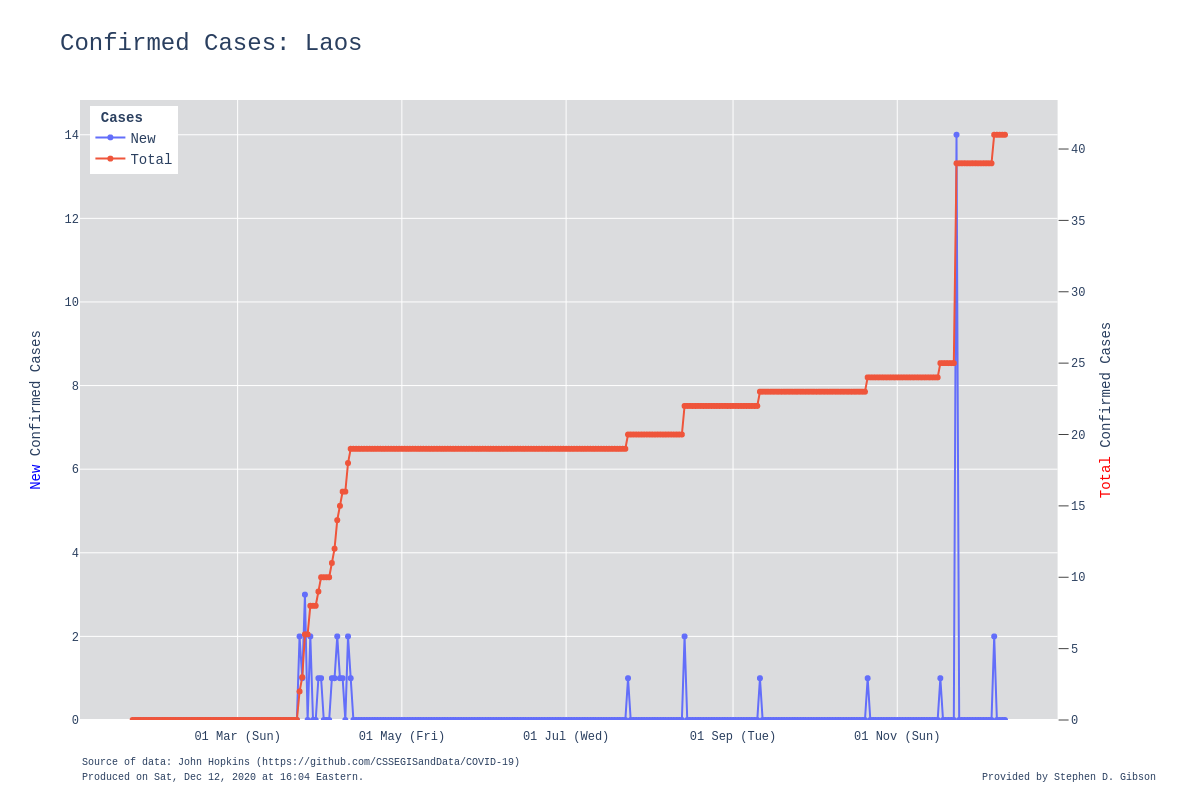 Confirmed Cases: Laos
Cases
New
Total
14
12
10
8
6
4
2
0
New Confirmed Cases
40
35
30
25
20
15
10
5
0
Total Confirmed Cases
01 Mar (Sun)
01 May (Fri)
01 Jul (Wed)
01 Sep (Tue)
01 Nov (Sun)
Source of data: John Hopkins (https://github.com/CSSEGISandData/COVID-19)
Produced on Sat, Dec 12, 2020 at 16:04 Eastern.
Provided by Stephen D. Gibson